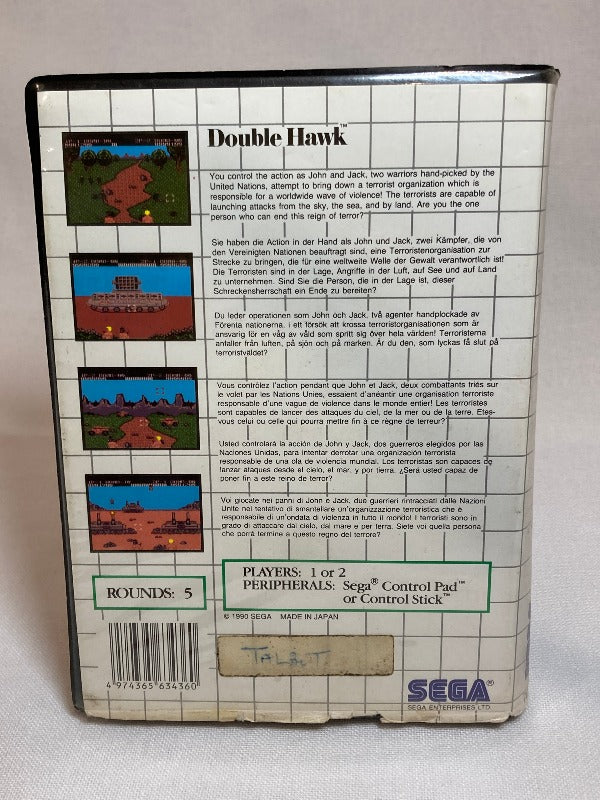 Double Hawk™
You control the action as John and Jack, two warriors hand-picked by the
United Nations, attempt to bring down a terrorist organization which is
responsible for a worldwide wave of violence! The terrorists are capable of
launching attacks from the sky, the sea, and by land. Are you the one
person who can end this reign of terror?
Sie haben die Action in der Hand als John und Jack, zwei Kämpfer, die von
den Vereinigten Nationen beauftragt sind, eine Terroristenorganisation zur
Strecke zu bringen, die für eine weltweite Welle der Gewalt verantwortlich ist!
Die Terroristen sind in der Lage, Angriffe in der Luft, auf See und auf Land
zu unternehmen. Sind Sie die Person, die in der Lage ist, dieser
Schreckensherrschaft ein Ende zu bereiten?
Du leder operationen som John och Jack, två agenter handplockade av
Förenta nationerna, i ett försök att krossa terroristorganisationen som är
ansvarig för en våg av våld som spritt sig över hela världen! Terroristerna
anfaller från luften, på sjön och på marken. Är du den, som lyckas få slut på
terroristväldet?
Vous contrôlez l'action pendant que John et Jack, deux combattants triés sur
le volet par les Nations Unies, essaient d'anéantir une organisation terroriste
responsable d'une vague de violence dans le monde entier! Les terroristes
sont capables de lancer des attaques du ciel, de la mer ou de la terre. Etes-
vous celui ou celle qui pourra mettre fin à ce règne de terreur?
Usted controlará la acción de John y Jack, dos guerreros elegidos por las
Naciones Unidas, para intentar derrotar una organización terrorista
responsable de una ola de violencia mundial. Los terroristas son capaces de
lanzar ataques desde el cielo, el mar, y por tierra. ¿Será usted capaz de
poner fin a este reino de terror?
Voi giocate nei panni di John e Jack, due guerrieri rintracciati dalle Nazioni
Unite nel tentativo di smantellare un'organizzazione terroristica che è
responsabile di un'ondata di violenza in tutto il mondo! I terroristi sono in
grado di attaccare dal cielo, dal mare e per terra. Siete voi quella persona
che porrà termine a questo regno del terrore?
ROUNDS: 5
PLAYERS: 1 or 2
PERIPHERALS: Sega® Control Pad™
or Control Stick™
© 1990 SEGA MADE IN JAPAN
TALBOT
4 974365 634360
SEGA®
SEGA ENTERPRISES LTD.